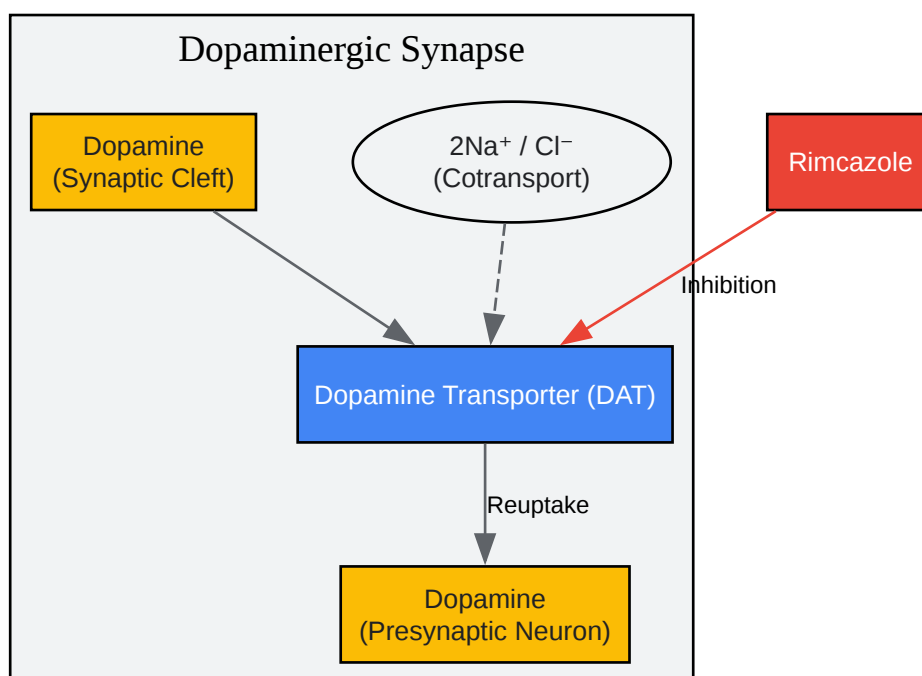 Dopaminergic Synapse
Dopamine
(Synaptic Cleft)
2Na⁺ / Cl⁻
(Cotransport)
Rimcazole
Inhibition
Dopamine Transporter (DAT)
Reuptake
Dopamine
(Presynaptic Neuron)